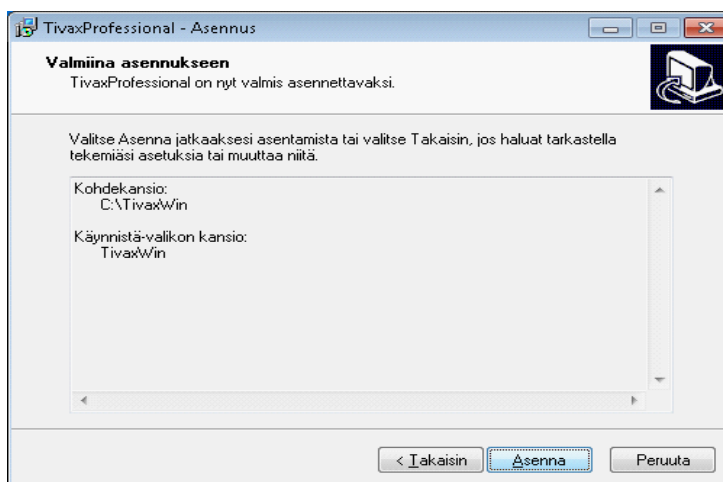 TivaxProfessional - Asennus
Valmiina asennukseen
TivaxProfessional on nyt valmis asennettavaksi.
Valitse Asenna jatkaaksesi asentamista tai valitse Takaisin, jos haluat tarkastella
tekemiäsi asetuksia tai muuttaa niitä.
Kohdekansio:
C:\TivaxWin
Käynnistä-valikon kansio:
TivaxWin
< Takaisin
Asenna
Peruuta